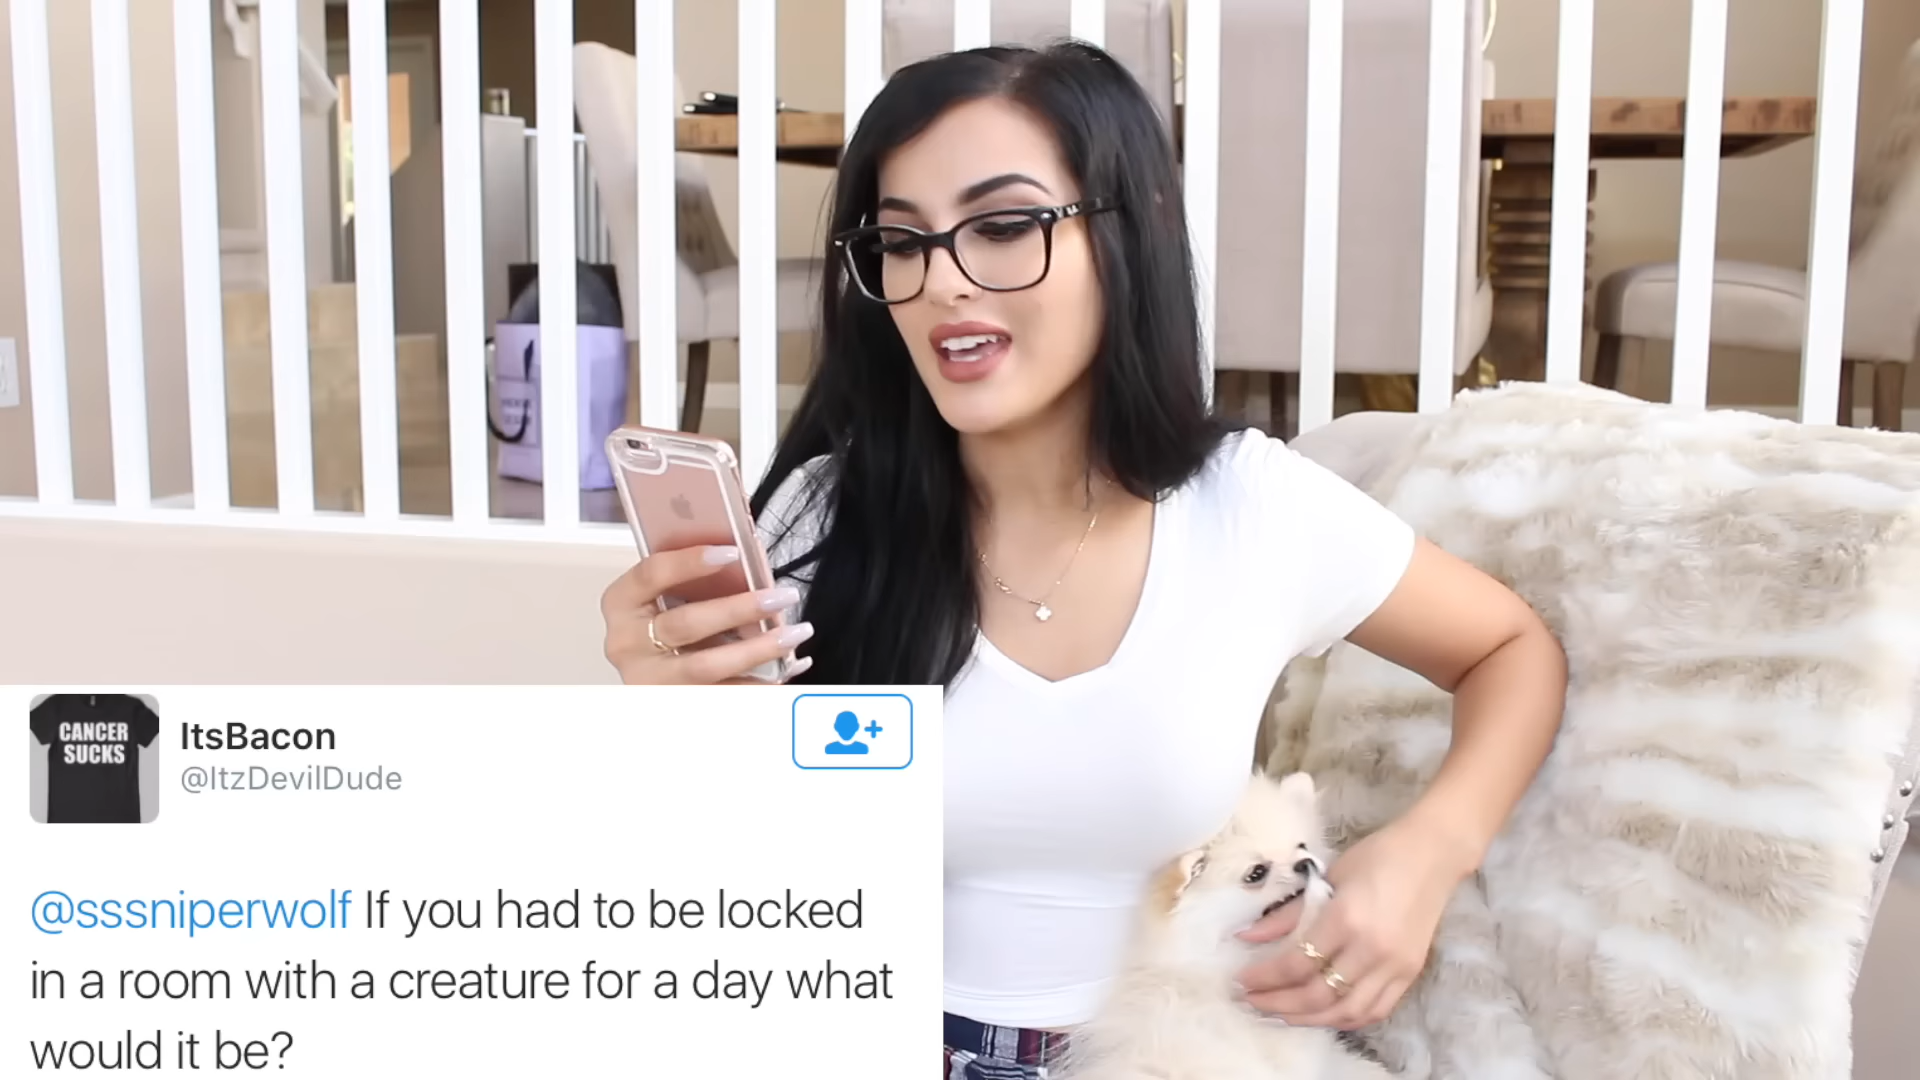 CANCER
SUCKS
ItsBacon
@ItzDevilDude
@sssniperwolf If you had to be locked
in a room with a creature for a day what
would it be?